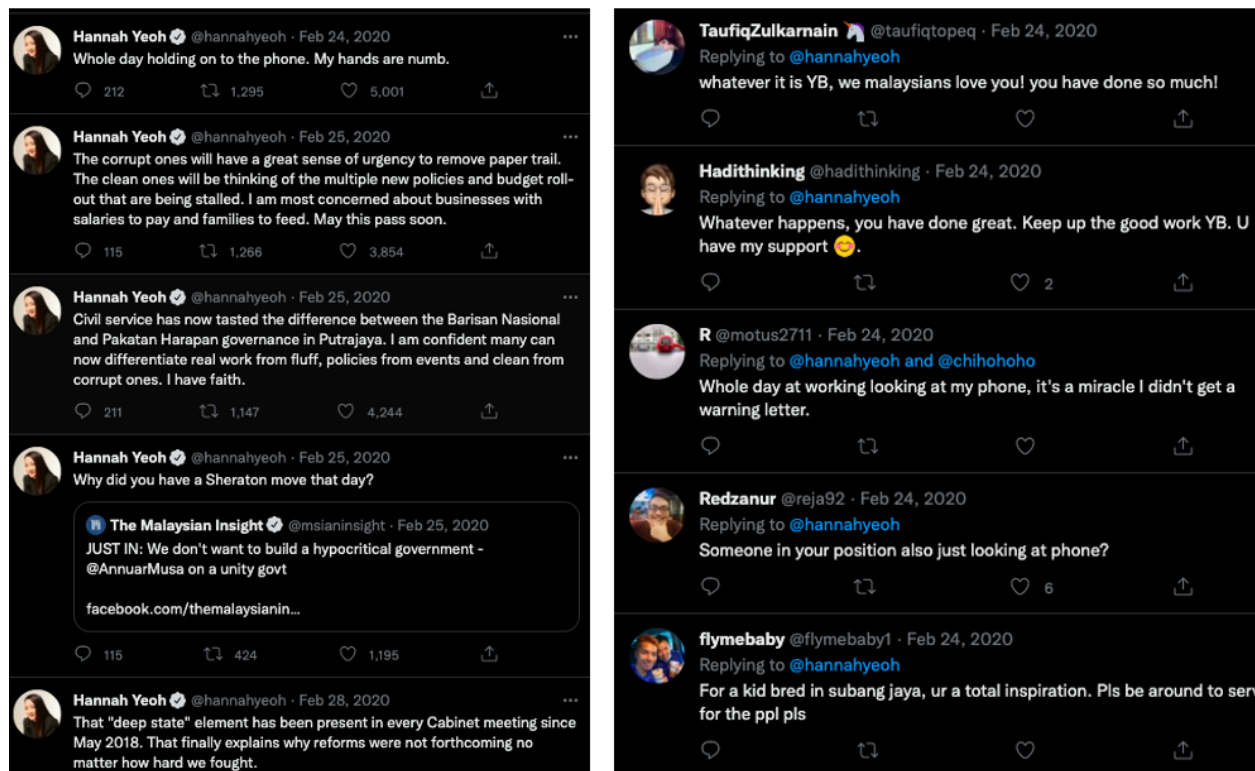 Hannah Yeoh @hannahyeoh · Feb 24, 2020
Whole day holding on to the phone. My hands are numb.
212 1,295 5,001
Hannah Yeoh @hannahyeoh · Feb 25, 2020
The corrupt ones will have a great sense of urgency to remove paper trail.
The clean ones will be thinking of the multiple new policies and budget roll-
out that are being stalled. I am most concerned about businesses with
salaries to pay and families to feed. May this pass soon.
115 1,266 3,854
Hannah Yeoh @hannahyeoh · Feb 25, 2020
Civil service has now tasted the difference between the Barisan Nasional
and Pakatan Harapan governance in Putrajaya. I am confident many can
now differentiate real work from fluff, policies from events and clean from
corrupt ones. I have faith.
211 1,147 4,244
Hannah Yeoh @hannahyeoh · Feb 25, 2020
Why did you have a Sheraton move that day?
The Malaysian Insight @msianinsight · Feb 25, 2020
JUST IN: We don't want to build a hypocritical government -
@AnnuarMusa on a unity govt
facebook.com/themalaysianin...
115 424 1,195
Hannah Yeoh @hannahyeoh · Feb 28, 2020
That "deep state" element has been present in every Cabinet meeting since
May 2018. That finally explains why reforms were not forthcoming no
matter how hard we fought.
TaufiqZulkarnain 🦄 @taufiqtopeq · Feb 24, 2020
Replying to @hannahyeoh
whatever it is YB, we malaysians love you! you have done so much!
Hadithinking @hadithinking · Feb 24, 2020
Replying to @hannahyeoh
Whatever happens, you have done great. Keep up the good work YB. U
have my support 😊.
2
R @motus2711 · Feb 24, 2020
Replying to @hannahyeoh and @chihohoho
Whole day at working looking at my phone, it's a miracle I didn't get a
warning letter.
Redzanur @reja92 · Feb 24, 2020
Replying to @hannahyeoh
Someone in your position also just looking at phone?
6
flymebaby @flymebaby1 · Feb 24, 2020
Replying to @hannahyeoh
For a kid bred in subang jaya, ur a total inspiration. Pls be around to ser
for the ppl pls